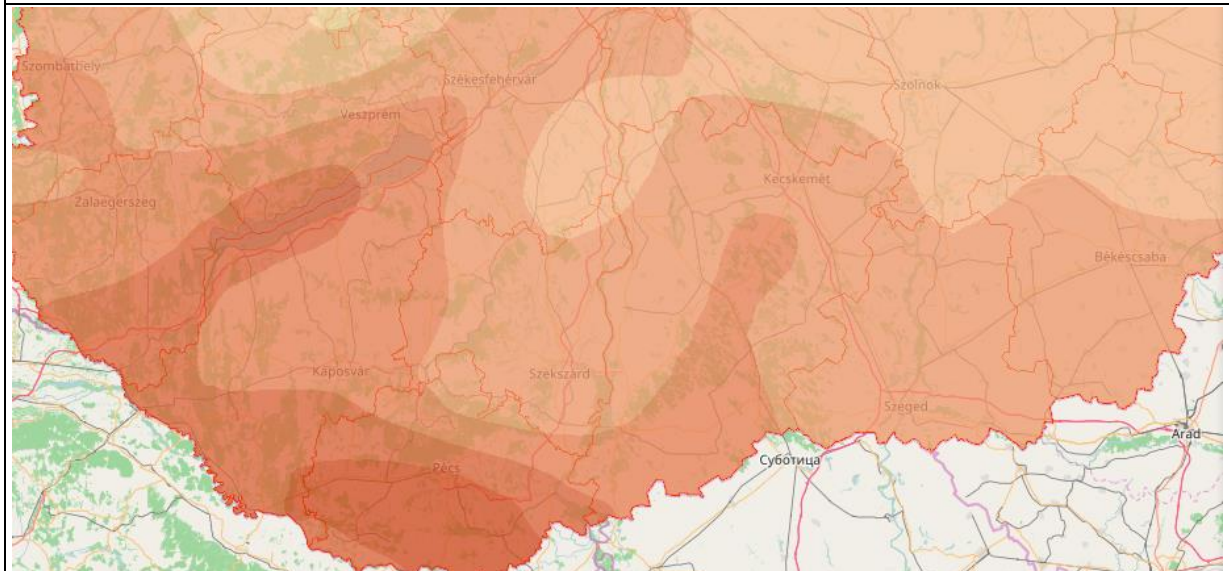 Szombathely
Székesfehérvár
Szolnok
Veszprém
Kecskemét
Zalaegerszeg
Békéscsaba
Kaposvár
Szekszárd
Szeged
Arad
Суботица
Pécs